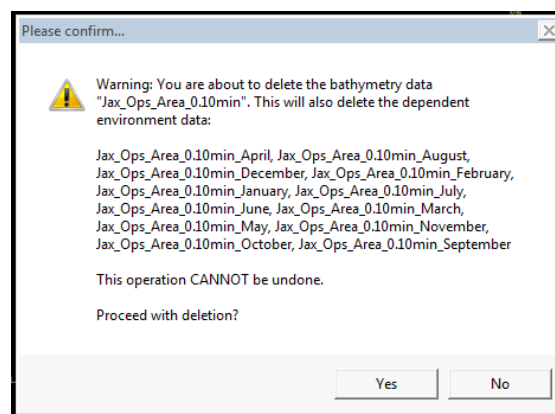 Please confirm...
Warning: You are about to delete the bathymetry data
"Jax_Ops_Area_0.10min". This will also delete the dependent
environment data:
Jax_Ops_Area_0.10min_April, Jax_Ops_Area_0.10min_August,
Jax_Ops_Area_0.10min_December, Jax_Ops_Area_0.10min_February,
Jax_Ops_Area_0.10min_January, Jax_Ops_Area_0.10min_July,
Jax_Ops_Area_0.10min_June, Jax_Ops_Area_0.10min_March,
Jax_Ops_Area_0.10min_May, Jax_Ops_Area_0.10min_November,
Jax_Ops_Area_0.10min_October, Jax_Ops_Area_0.10min_September
This operation CANNOT be undone.
Proceed with deletion?
Yes
No